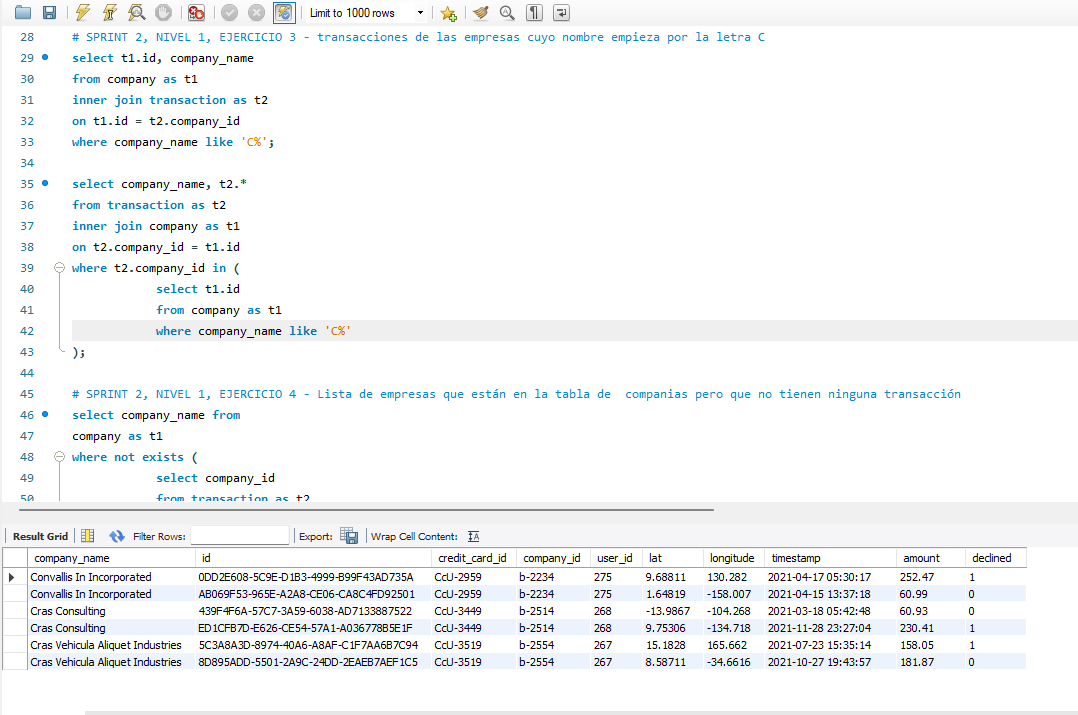 Limit to 1000 rows
28 # SPRINT 2, NIVEL 1, EJERCICIO 3 - transacciones de las empresas cuyo nombre empieza por la letra C
29 select t1.id, company_name
30 from company as t1
31 inner join transaction as t2
32 on t1.id = t2.company_id
33 where company_name like 'C%';
34
35 select company_name, t2.*
36 from transaction as t2
37 inner join company as t1
38 on t2.company_id = t1.id
39 where t2.company_id in (
40 select t1.id
41 from company as t1
42 where company_name like 'C%'
43 );
44
45 # SPRINT 2, NIVEL 1, EJERCICIO 4 - Lista de empresas que están en la tabla de  companias pero que no tienen ninguna transacción
46 select company_name from
47 company as t1
48 where not exists (
49 select company_id
50 from transaction as t2
Result Grid Filter Rows: Export: Wrap Cell Content: IA
company_name id credit_card_id company_id user_id lat longitude timestamp amount declined
Convallis In Incorporated 0DD2E608-5C9E-D1B3-4999-B99F43AD735A CcU-2959 b-2234 275 9.68811 130.282 2021-04-17 05:30:17 252.47 1
Convallis In Incorporated AB069F53-965E-A2A8-CE06-CA8C4FD92501 CcU-2959 b-2234 275 1.64819 -158.007 2021-04-15 13:37:18 60.99 0
Cras Consulting 439F4F6A-57C7-3A59-6038-AD7133887522 CcU-3449 b-2514 268 -13.9867 -104.268 2021-03-18 05:42:48 60.93 0
Cras Consulting ED1CFB7D-E626-CE54-57A1-A036778B5E1F CcU-3449 b-2514 268 9.75306 -134.718 2021-11-28 23:27:04 230.41 1
Cras Vehicula Aliquet Industries 5C3A8A3D-8974-40A6-A8AF-C1F7AA6B7C94 CcU-3519 b-2554 267 15.1828 165.662 2021-07-23 15:35:14 158.05 1
Cras Vehicula Aliquet Industries 8D895ADD-5501-2A9C-24DD-2EAEB7AEF1C5 CcU-3519 b-2554 267 8.58711 -34.6616 2021-10-27 19:43:57 181.87 0